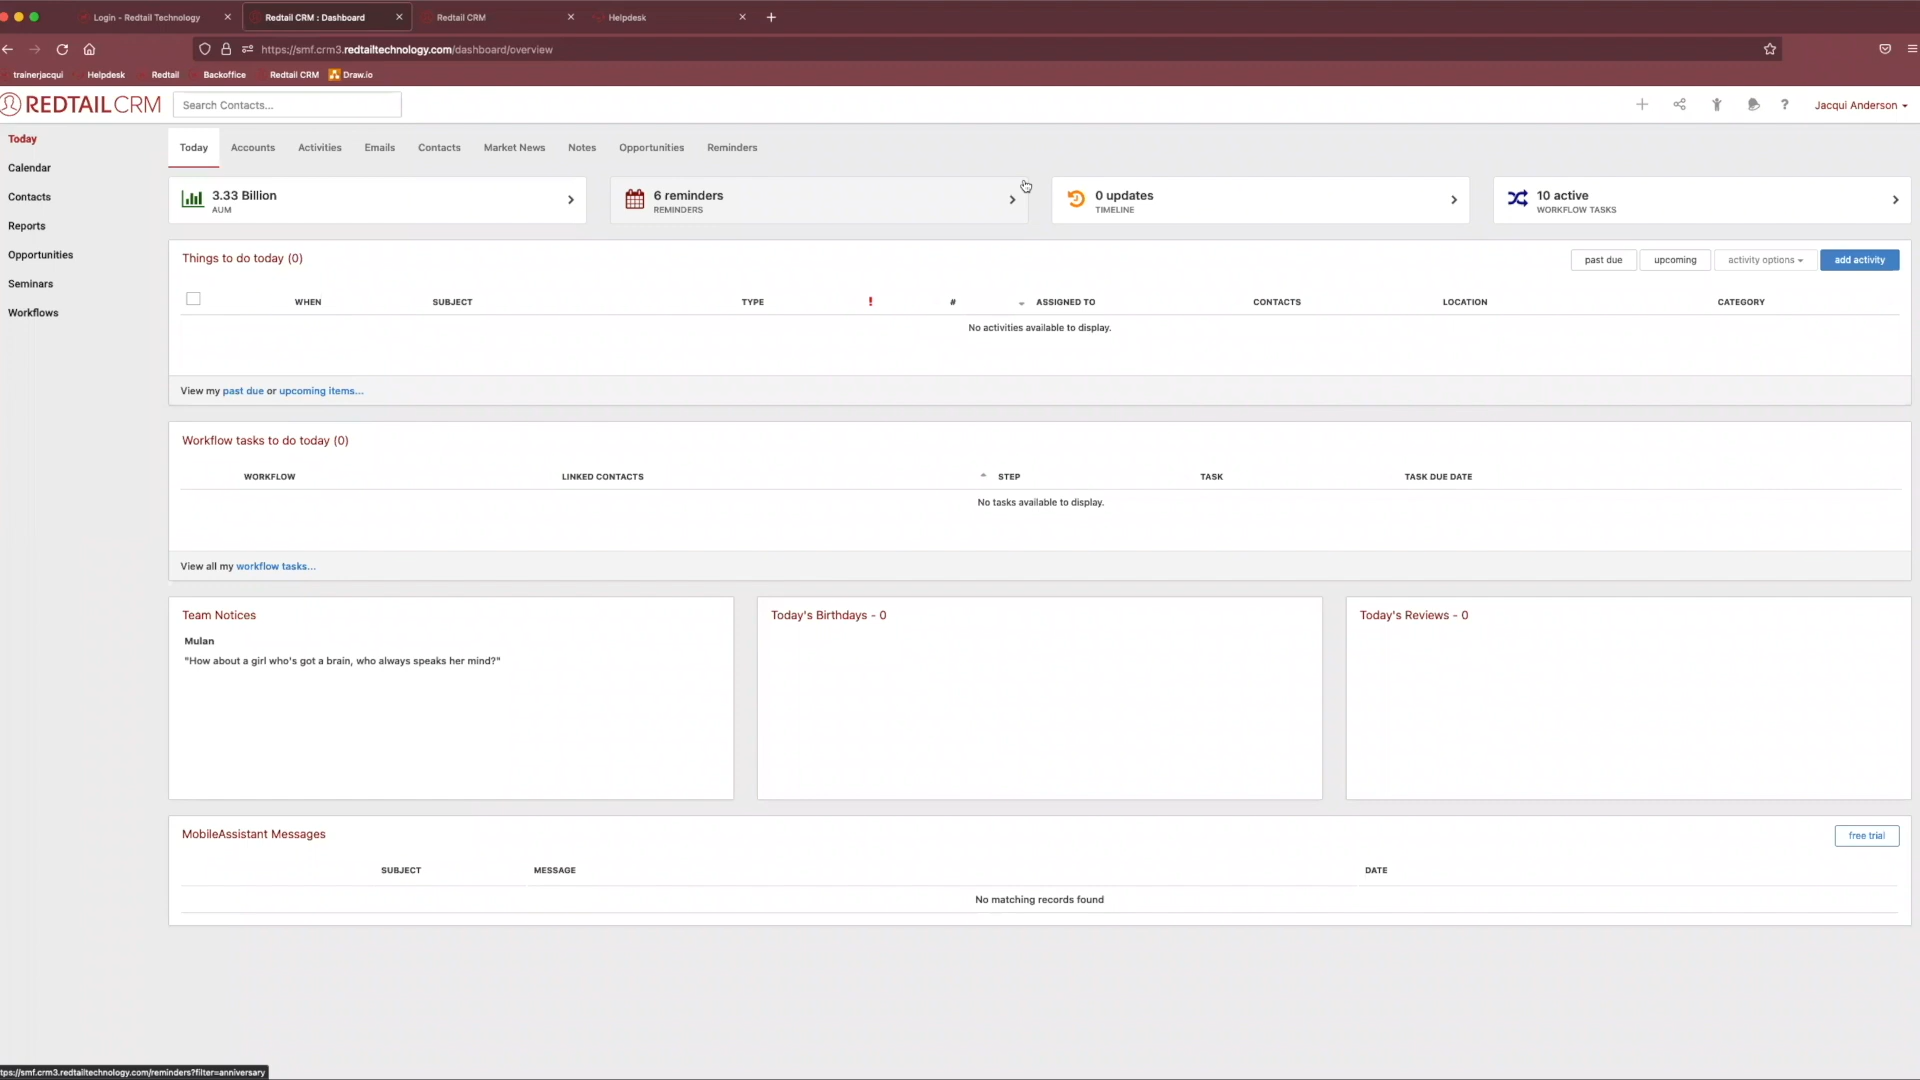 Login - Redtail Technology
Redtail CRM : Dashboard
Redtail CRM
Helpdesk
https://smf.crm3.redtailtechnology.com/dashboard/overview
trainerjacqui Helpdesk Redtail Backoffice Redtail CRM Draw.io
REDTAILCRM Search Contacts... ? Jacqui Anderson
Today
Calendar
Contacts
Reports
Opportunities
Seminars
Workflows
Today Accounts Activities Emails Contacts Market News Notes Opportunities Reminders
3.33 Billion
AUM
6 reminders
REMINDERS
0 updates
TIMELINE
10 active
WORKFLOW TASKS
Things to do today (0)
past due upcoming activity options add activity
WHEN SUBJECT TYPE ! # ASSIGNED TO CONTACTS LOCATION CATEGORY
No activities available to display.
View my past due or upcoming items...
Workflow tasks to do today (0)
WORKFLOW LINKED CONTACTS STEP TASK TASK DUE DATE
No tasks available to display.
View all my workflow tasks...
Team Notices
Mulan
"How about a girl who's got a brain, who always speaks her mind?"
Today's Birthdays - 0
Today's Reviews - 0
MobileAssistant Messages
free trial
SUBJECT MESSAGE DATE
No matching records found
tps://smf.crm3.redtailtechnology.com/reminders?filter=anniversary